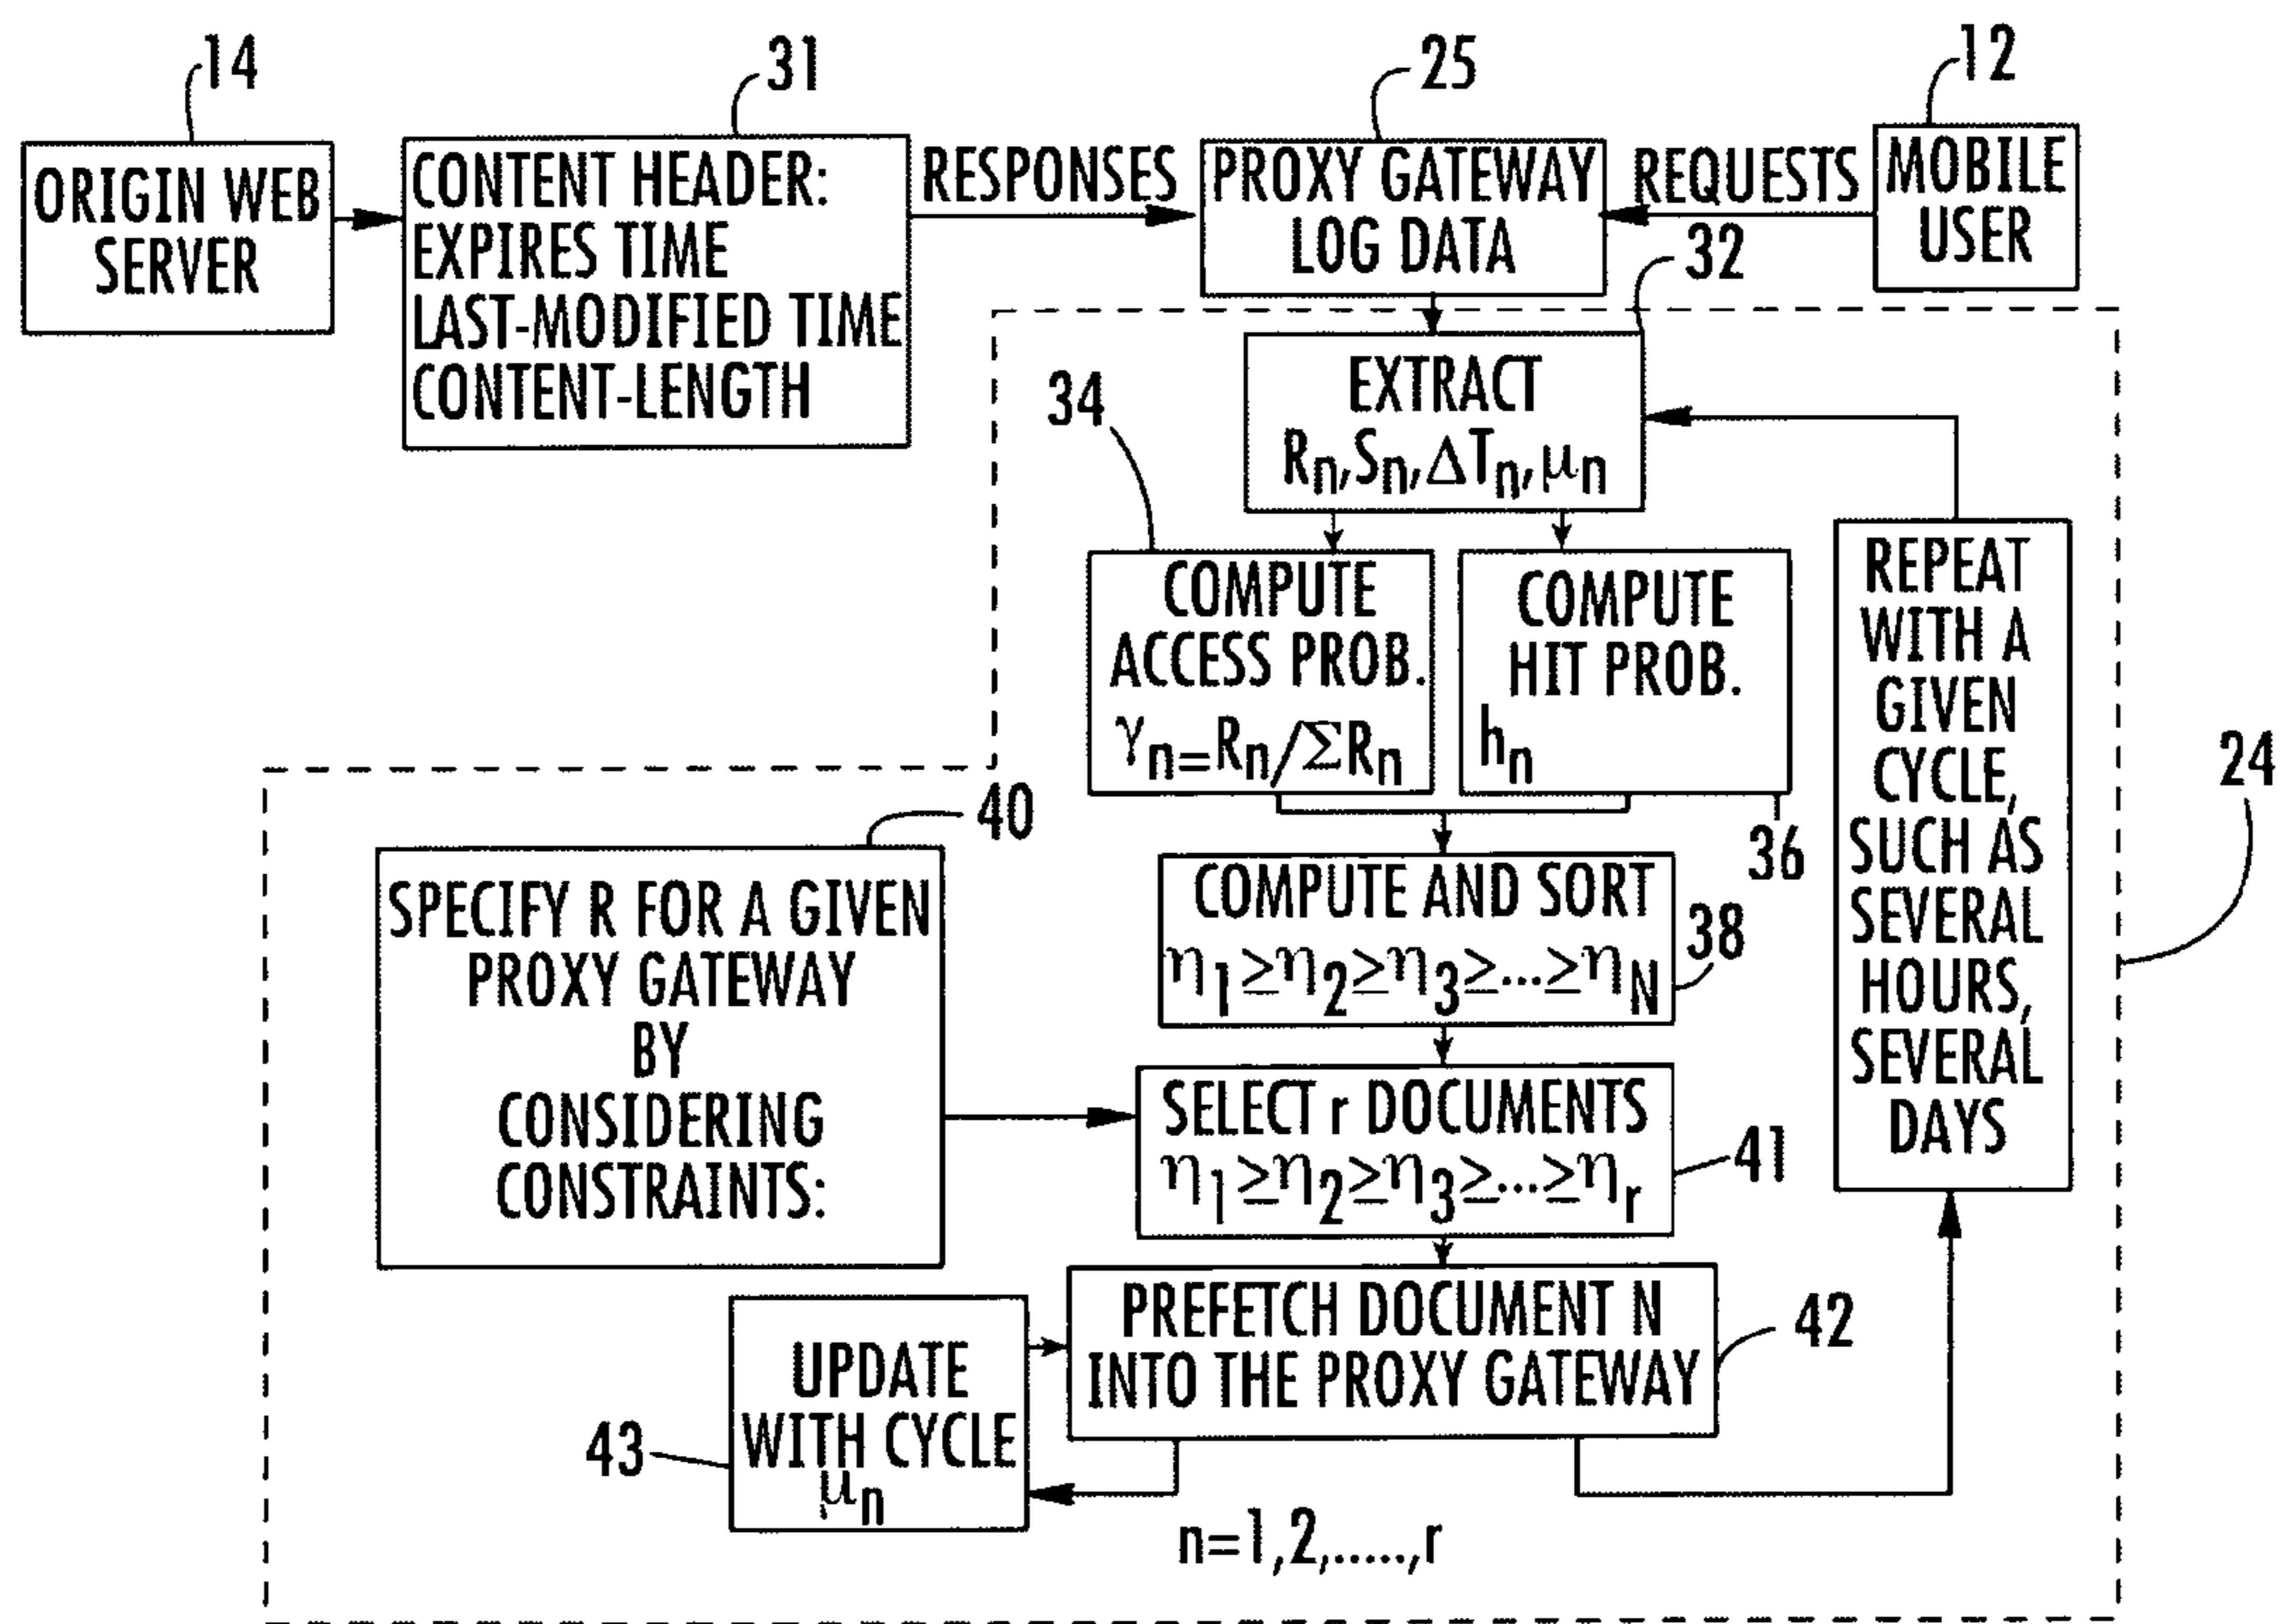 14
31
25
12
ORIGIN WEB
SERVER
CONTENT HEADER:
EXPIRES TIME
LAST-MODIFIED TIME
CONTENT-LENGTH
RESPONSES
PROXY GATEWAY
LOG DATA
REQUESTS
MOBILE
USER
32
EXTRACT
Rn,Sn,ΔTn,μn
34
COMPUTE
ACCESS PROB.
γn=Rn/ΣRn
COMPUTE
HIT PROB.
hn
36
REPEAT
WITH A
GIVEN
CYCLE,
SUCH AS
SEVERAL
HOURS,
SEVERAL
DAYS
24
40
SPECIFY R FOR A GIVEN
PROXY GATEWAY
BY
CONSIDERING
CONSTRAINTS:
COMPUTE AND SORT
η1≥η2≥η3≥...≥ηN
38
SELECT r DOCUMENTS
η1≥η2≥η3≥...≥ηr
41
PREFETCH DOCUMENT N
INTO THE PROXY GATEWAY
42
UPDATE
WITH CYCLE
μn
43
n=1,2,.....,r